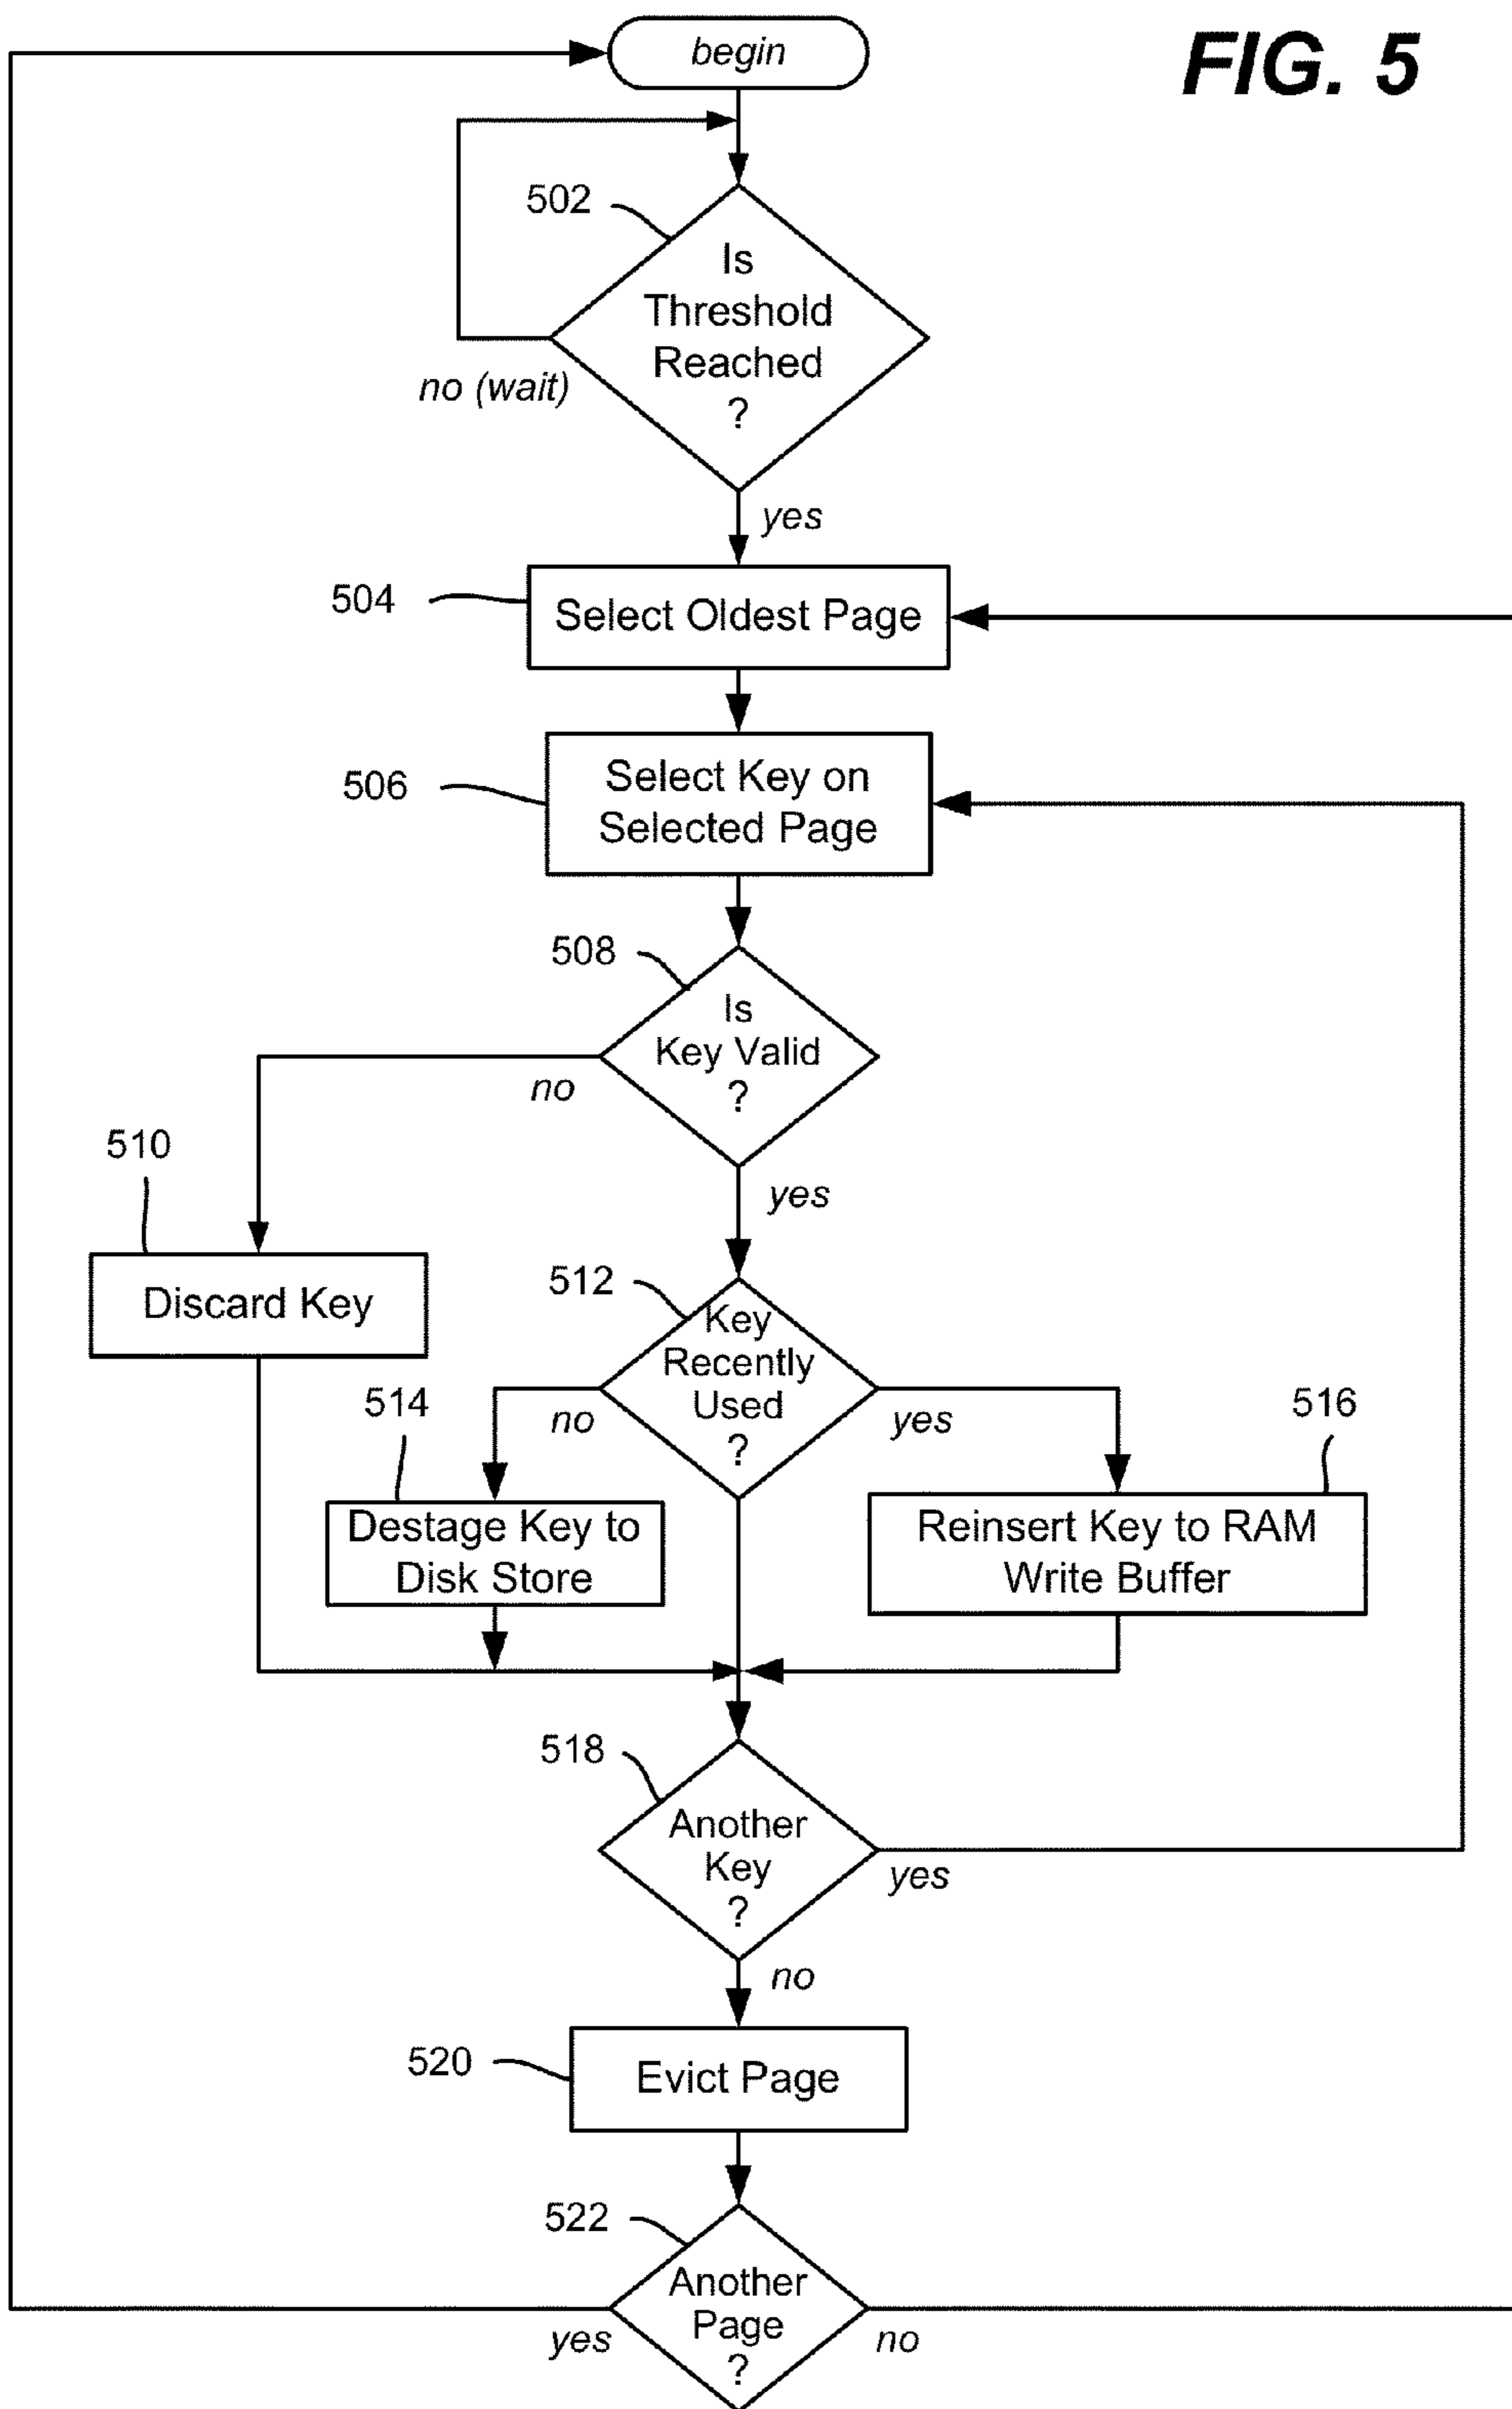 FIG. 5
begin
502
Is
Threshold
Reached
?
no (wait)
yes
504
Select Oldest Page
506
Select Key on
Selected Page
508
Is
Key Valid
?
no
yes
510
Discard Key
512
Key
Recently
Used
?
no
yes
514
Destage Key to
Disk Store
516
Reinsert Key to RAM
Write Buffer
518
Another
Key
?
yes
no
520
Evict Page
522
Another
Page
?
yes
no